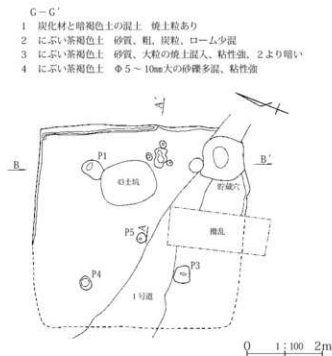 G－G′
1　炭化材と暗褐色土の混土　焼土粒あり
2　にぶい茶褐色土　砂質、粗、炭粒、ローム少混
3　にぶい茶褐色土　砂質、大粒の焼土混入、粘性強、2より暗い
4　にぶい茶褐色土　Φ5～10mm大の砂礫多混、粘性強
A′
B
P1
43土坑
B′
貯蔵穴
P5
A
撹乱
P4
P3
1号道
0　1：100　2m